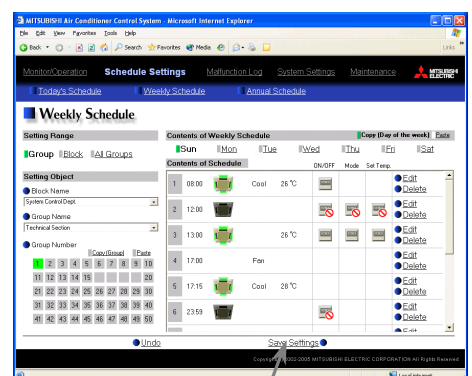 MITSUBISHI Air Conditioner Control System - Microsoft Internet Explorer
File Edit View Favorites Tools Help
Back Search Favorites Media Links
Monitor/Operation Schedule Settings Malfunction Log System Settings Maintenance MITSUBISHI ELECTRIC
Today's Schedule Weekly Schedule Annual Schedule
Weekly Schedule
Setting Range
Group Block All Groups
Setting Object
Block Name
System Control Dept.
Group Name
Technical Section
Group Number
Copy(Group) Paste
1 2 3 4 5 6 7 8 9 10
11 12 13 14 15 20
21 22 23 24 25 26 27 28 29 30
31 32 33 34 35 36 37 38 39 40
41 42 43 44 45 46 47 48 49 50
Contents of Weekly Schedule Copy (Day of the week) Paste
Sun Mon Tue Wed Thu Fri Sat
Contents of Schedule ON/OFF Mode Set Temp.
1 08:00 Cool 26°C Edit Delete
2 12:00 Edit Delete
3 13:00 26°C Edit Delete
4 17:00 Fan Edit Delete
5 17:15 Cool 28°C Edit Delete
6 23:59 Edit Delete
Edit
Undo Save Settings
Copyright 2002-2005 MITSUBISHI ELECTRIC CORPORATION All Rights Reserved
Local intranet